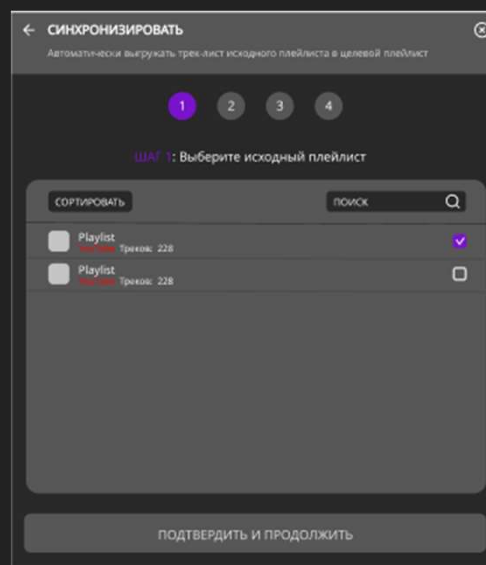 СИНХРОНИЗИРОВАТЬ
Автоматически выгружать трек-лист исходного плейлиста в целевой плейлист
1 2 3 4
ШАГ 1: Выберите исходный плейлист
СОРТИРОВАТЬ ПОИСК
Playlist
Треков: 228
Playlist
Треков: 228
ПОДТВЕРДИТЬ И ПРОДОЛЖИТЬ